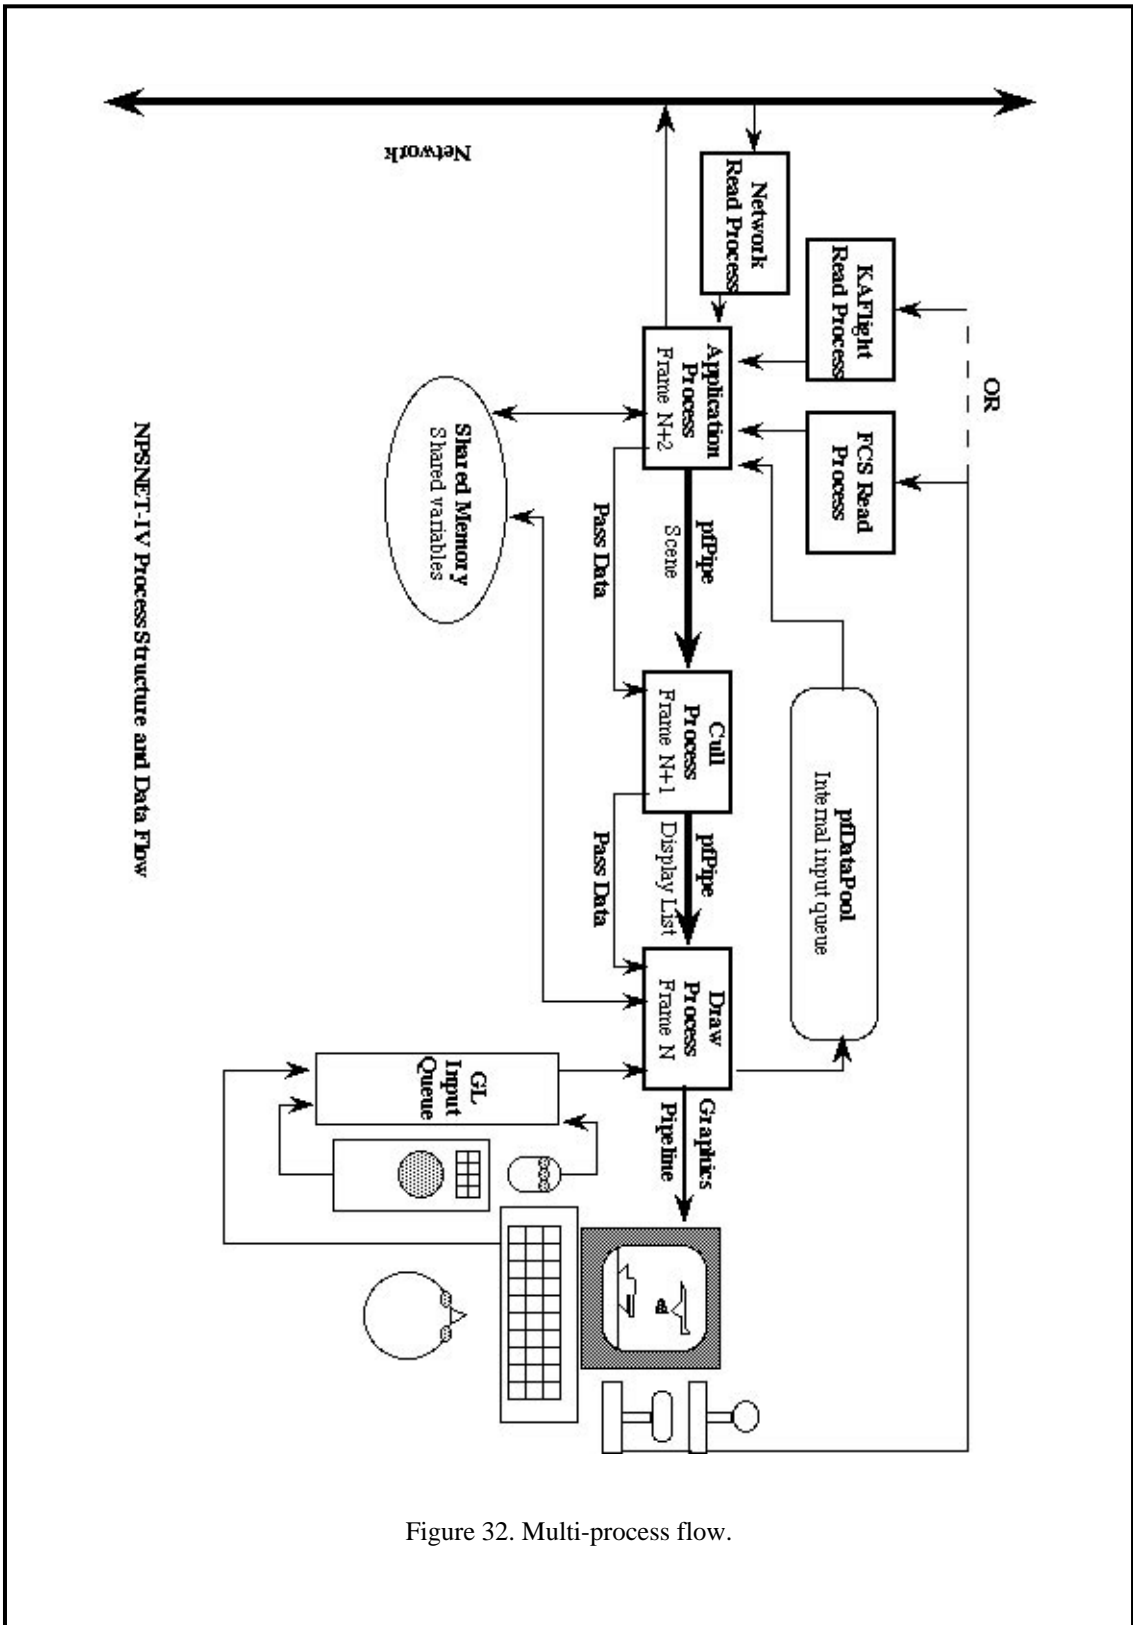 Network
Network
Read Process
KAFlight
Read Process
OR
FCS Read
Process
Application
Process
Frame N+2
Shared Memory
Shared variables
pfPipe
Scene
Pass Data
Cull
Process
Frame N+1
pfPipe
Display List
Pass Data
pfDataPool
Internal input queue
Draw
Process
Frame N
GL
Input
Queue
Graphics
Pipeline
NPSNET-IV Process Structure and Data Flow
Figure 32. Multi-process flow.